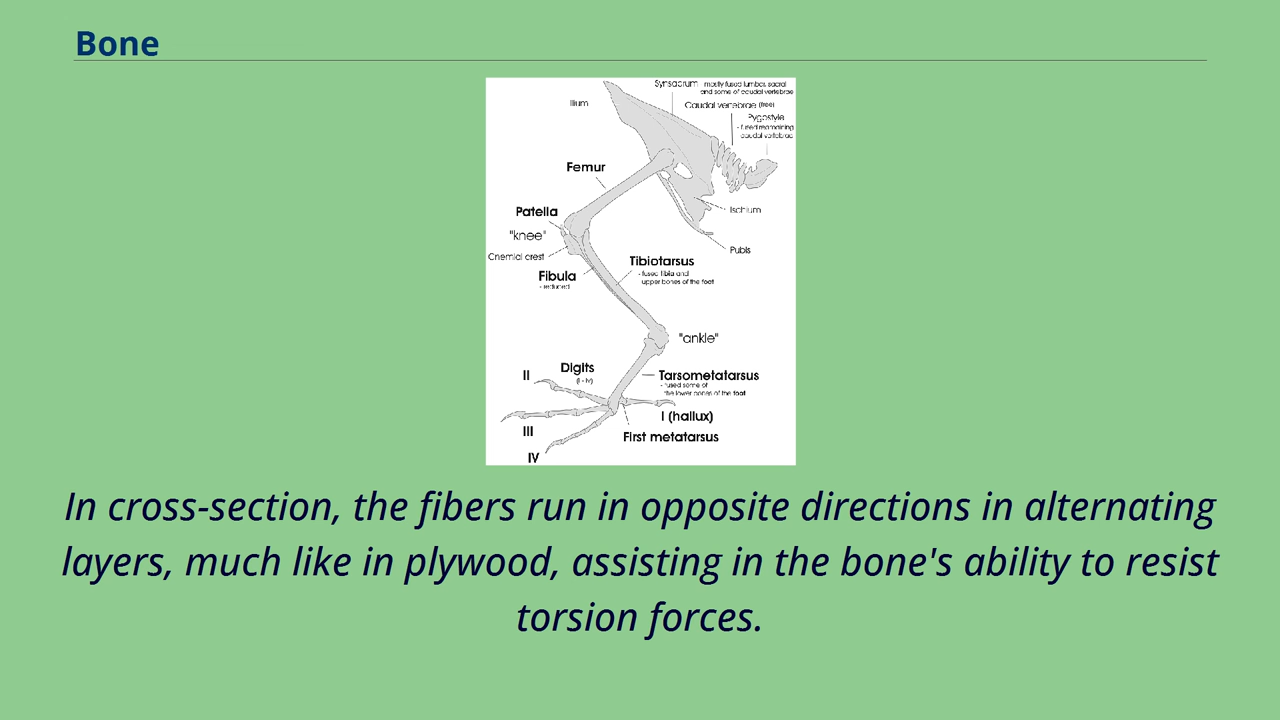 Bone
Synsacrum - mostly fused lumbar, sacral
and some of caudal vertebrae
Ilium
Caudal vertebrae (free)
Pygostyle
- fused reamaining
caudal vertebrae
Femur
Patella
"knee"
Ischium
Cnemial crest
Pubis
Tibiotarsus
- fused tibia and
upper bones of the foot
Fibula
- reduced
"ankle"
Digits
(I - IV)
II
Tarsometatarsus
- fused some of
the lower bones of the foot
I (hallux)
III
First metatarsus
IV
In cross-section, the fibers run in opposite directions in alternating
layers, much like in plywood, assisting in the bone's ability to resist
torsion forces.